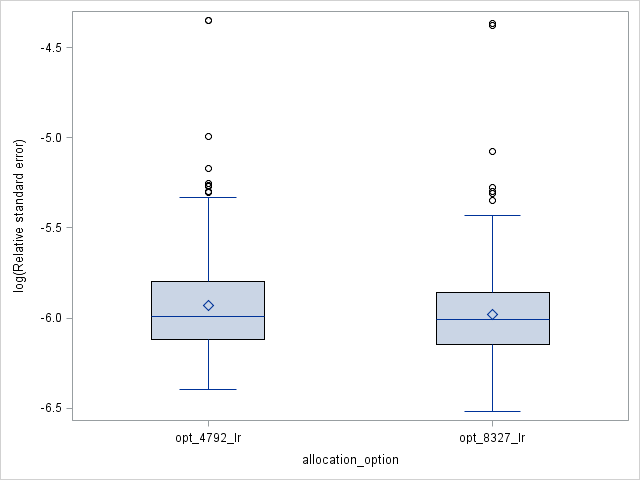 -4.5
-5.0
-5.5
-6.0
-6.5
log(Relative standard error)
opt_4792_lr
opt_8327_lr
allocation_option